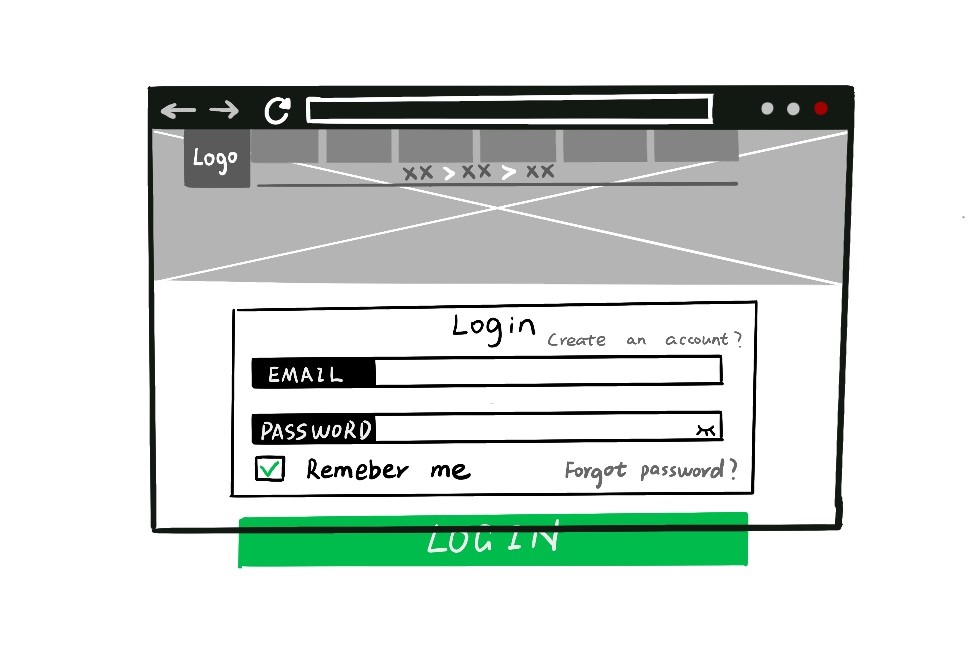 Logo
xx > xx > xx
Login
Create an account?
EMAIL
PASSWORD
Remeber me
Forgot password?
LOGIN